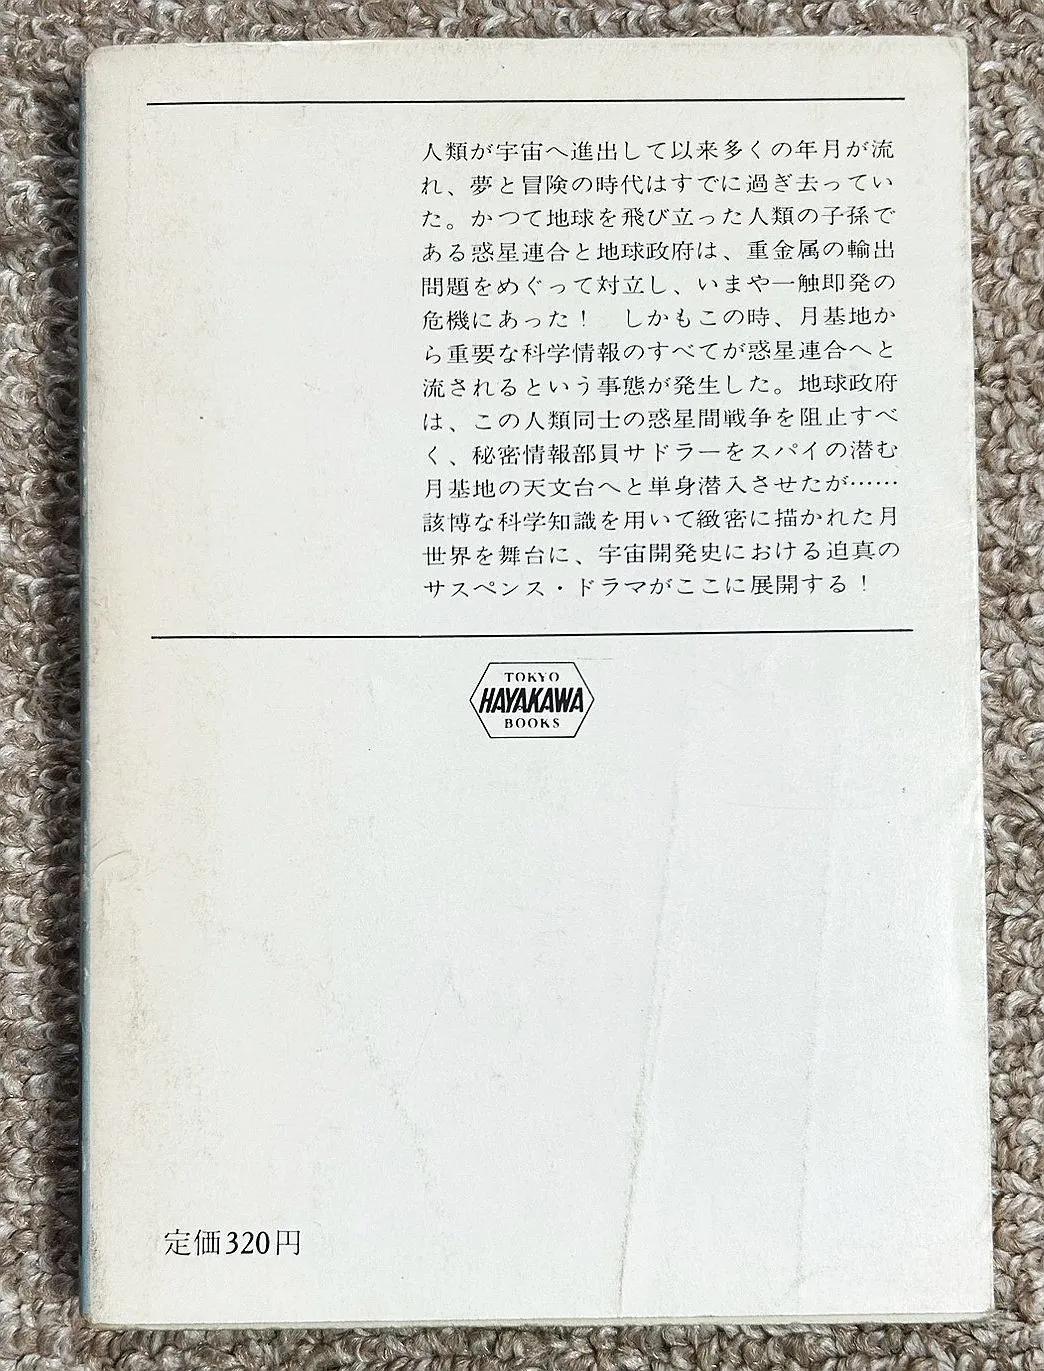 人類が宇宙へ進出して以来多くの年月が流
れ、夢と冒険の時代はすでに過ぎ去ってい
た。かつて地球を飛び立った人類の子孫で
ある惑星連合と地球政府は、重金属の輸出
問題をめぐって対立し、いまや一触即発の
危機にあった！　しかもこの時、月基地か
ら重要な科学情報のすべてが惑星連合へと
流されるという事態が発生した。地球政府
は、この人類同士の惑星間戦争を阻止すべ
く、秘密情報部員サドラーをスパイの潜む
月基地の天文台へと単身潜入させたが……
該博な科学知識を用いて緻密に描かれた月
世界を舞台に、宇宙開発史における迫真の
サスペンス・ドラマがここに展開する！
TOKYO
HAYAKAWA
BOOKS
定価320円